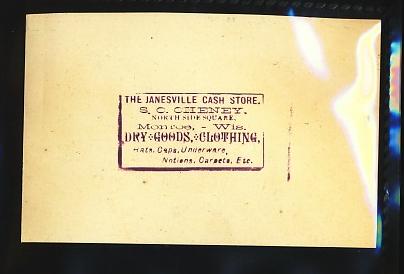 THE JANESVILLE CASH STORE.
S. C. CHENEY,
NORTH SIDE SQUARE,
Monroe, - Wis.
DRY-GOODS, CLOTHING,
Hats, Caps, Underware,
Notions, Carpets, Etc.